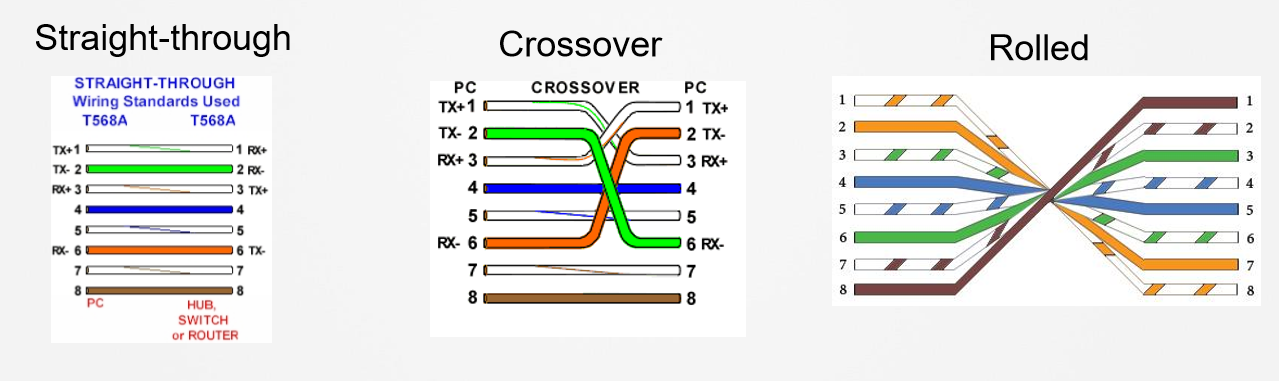 Straight-through
STRAIGHT-THROUGH
Wiring Standards Used
T568A T568A
TX+ 1 1 RX+
TX- 2 2 RX-
RX+ 3 3 TX+
4 4
5 5
RX- 6 6 TX-
7 7
8 8
PC HUB,
SWITCH
or ROUTER
Crossover
PC CROSSOVER PC
TX+ 1 1 TX+
TX- 2 2 TX-
RX+ 3 3 RX+
4 4
5 5
RX- 6 6 RX-
7 7
8 8
Rolled
1 1
2 2
3 3
4 4
5 5
6 6
7 7
8 8